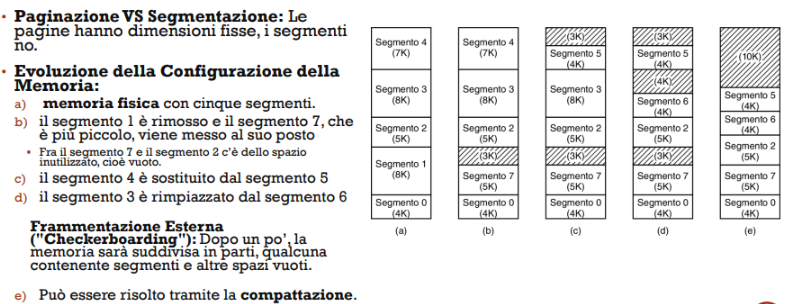 • Paginazione VS Segmentazione: Le
pagine hanno dimensioni fisse, i segmenti
no.
• Evoluzione della Configurazione della
Memoria:
a) memoria fisica con cinque segmenti.
b) il segmento 1 è rimosso e il segmento 7, che
è più piccolo, viene messo al suo posto
• Fra il segmento 7 e il segmento 2 c'è dello spazio
inutilizzato, cioè vuoto.
c) il segmento 4 è sostituito dal segmento 5
d) il segmento 3 è rimpiazzato dal segmento 6
Frammentazione Esterna
("Checkerboarding"): Dopo un po', la
memoria sarà suddivisa in parti, qualcuna
contenente segmenti e altre spazi vuoti.
e) Può essere risolto tramite la compattazione.
Segmento 4
(7K)
Segmento 3
(8K)
Segmento 2
(5K)
Segmento 1
(8K)
Segmento 0
(4K)
(a)
Segmento 4
(7K)
Segmento 3
(8K)
Segmento 2
(5K)
(3K)
Segmento 7
(5K)
Segmento 0
(4K)
(b)
(3K)
Segmento 5
(4K)
Segmento 3
(8K)
Segmento 2
(5K)
(3K)
Segmento 7
(5K)
Segmento 0
(4K)
(c)
(3K)
Segmento 5
(4K)
(4K)
Segmento 6
(4K)
Segmento 2
(5K)
(3K)
Segmento 7
(5K)
Segmento 0
(4K)
(d)
(10K)
Segmento 5
(4K)
Segmento 6
(4K)
Segmento 2
(5K)
Segmento 7
(5K)
Segmento 0
(4K)
(e)